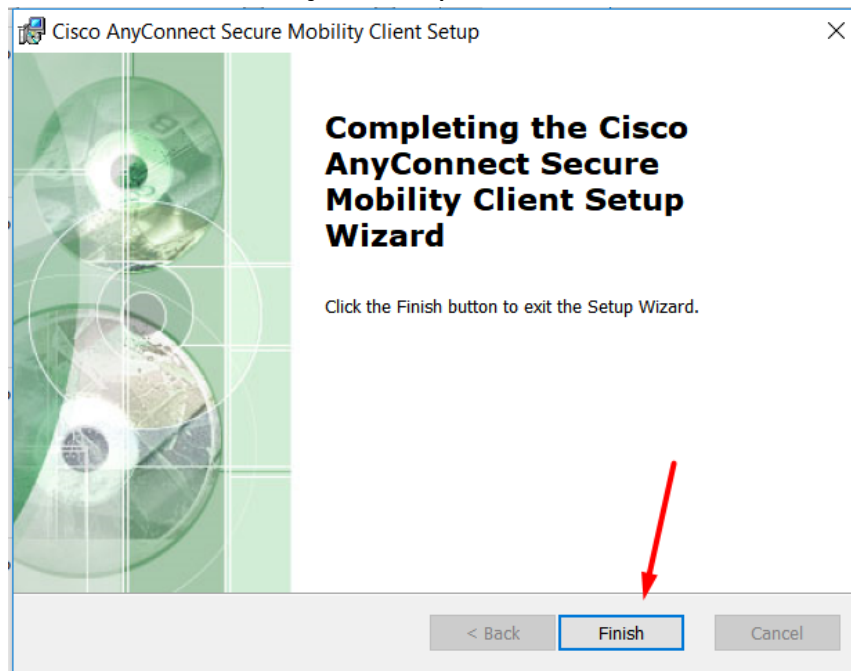 Cisco AnyConnect Secure Mobility Client Setup
Completing the Cisco
AnyConnect Secure
Mobility Client Setup
Wizard
Click the Finish button to exit the Setup Wizard.
< Back
Finish
Cancel